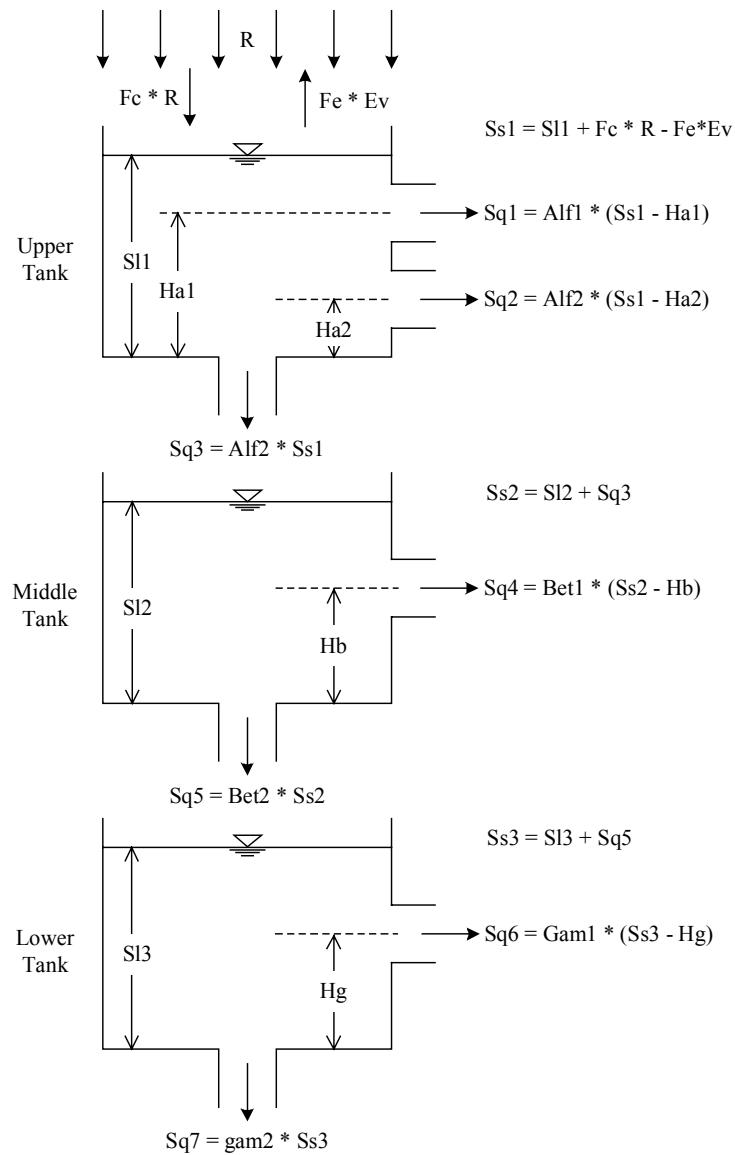 R
Fc * R
Fe * Ev
Ss1 = Sl1 + Fc * R - Fe*Ev
Upper
Tank
Sl1
Ha1
Ha2
Sq1 = Alf1 * (Ss1 - Ha1)
Sq2 = Alf2 * (Ss1 - Ha2)
Sq3 = Alf2 * Ss1
Ss2 = Sl2 + Sq3
Middle
Tank
Sl2
Hb
Sq4 = Bet1 * (Ss2 - Hb)
Sq5 = Bet2 * Ss2
Ss3 = Sl3 + Sq5
Lower
Tank
Sl3
Hg
Sq6 = Gam1 * (Ss3 - Hg)
Sq7 = gam2 * Ss3